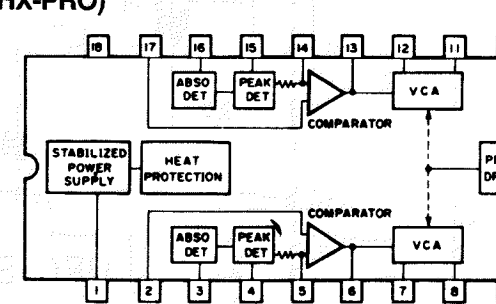 HX-PRO)
18 17 16 15 14 13 12 11
ABSO
DET
PEAK
DET
VCA
COMPARATOR
STABILIZED
POWER
SUPPLY
HEAT
PROTECTION
COMPARATOR
ABSO
DET
PEAK
DET
VCA
1 2 3 4 5 6 7 8